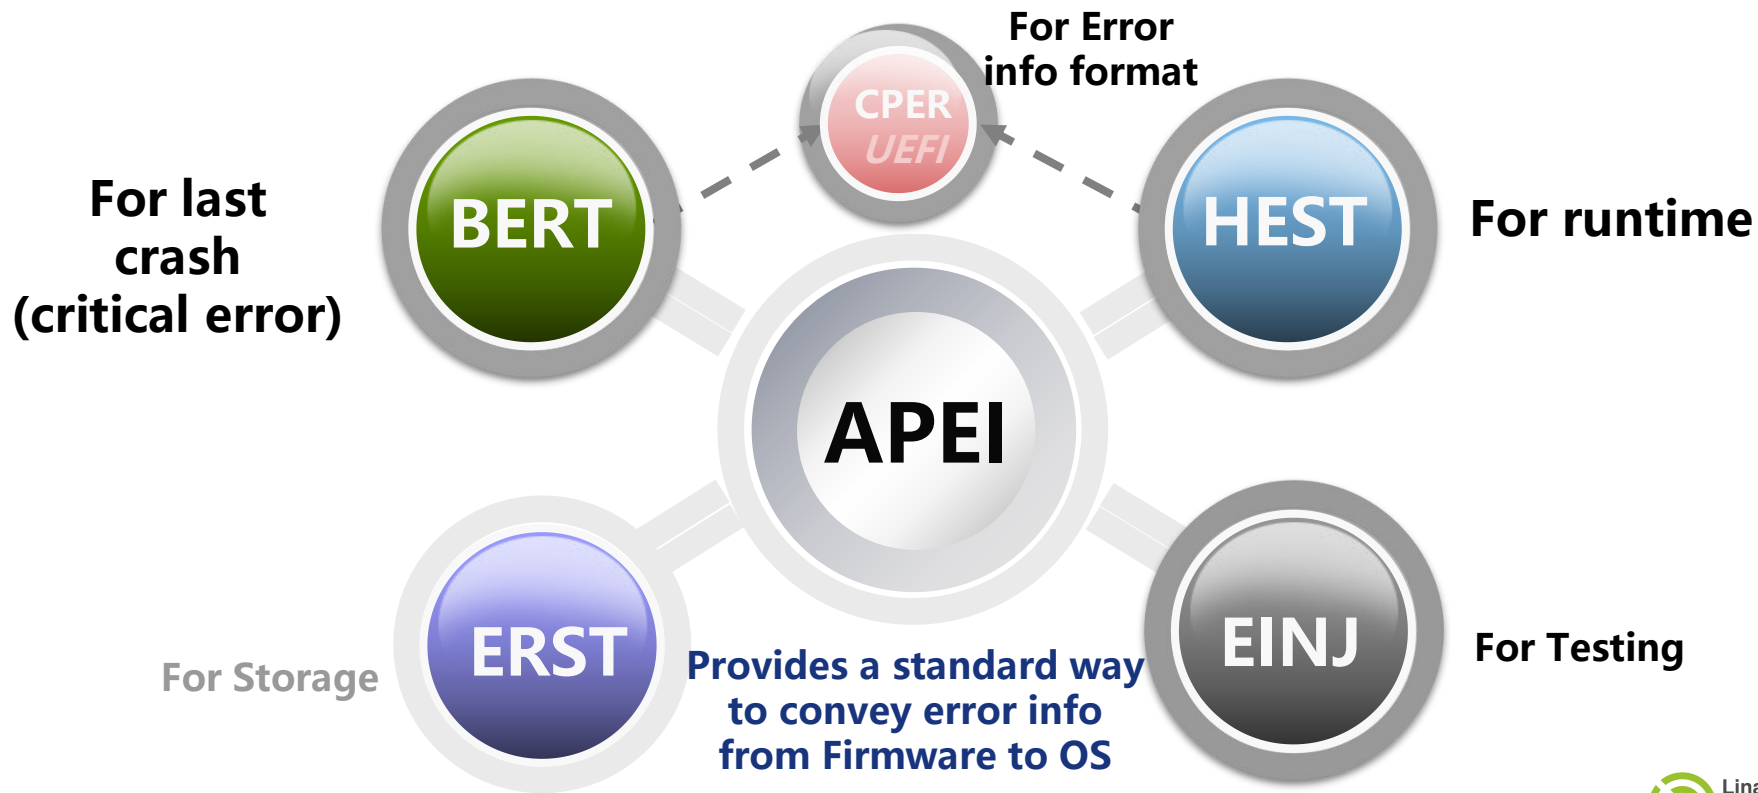 For Error
info format
CPER
UEFI
BERT
HEST
For last
crash
(critical error)
For runtime
APEI
ERST
EINJ
For Storage
For Testing
Provides a standard way
to convey error info
from Firmware to OS